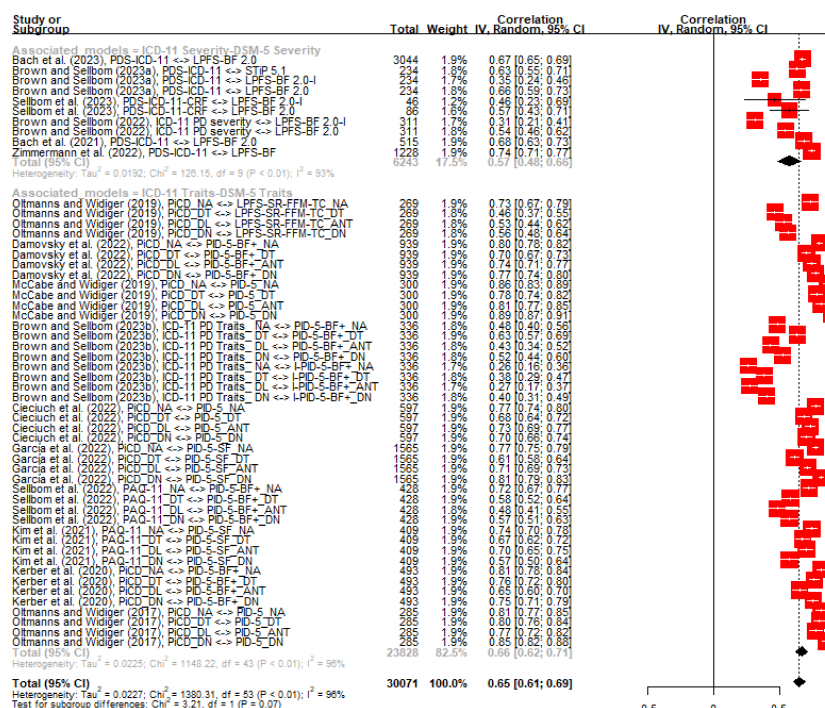 Study or Correlation Correlation
Subgroup Total Weight IV, Random, 95% CI IV, Random, 95% CI
Associated_models = ICD-11 Severity-DSM-5 Severity
Bach et al. (2023), PDS-ICD-11 <-> LPFS-BF 2.0 3044 1.9% 0.67 [0.65; 0.69]
Brown and Sellbom (2023a), PDS-ICD-11 <-> STiP 5.1 234 1.8% 0.63 [0.55; 0.71]
Brown and Sellbom (2023a), PDS-ICD-11 <-> LPFS-BF 2.0-I 234 1.8% 0.35 [0.24; 0.46]
Brown and Sellbom (2023a), PDS-ICD-11 <-> LPFS-BF 2.0 234 1.8% 0.66 [0.59; 0.73]
Sellbom et al. (2023), PDS-ICD-11-CRF <-> LPFS-BF 2.0-I 46 1.4% 0.46 [0.23; 0.69]
Sellbom et al. (2023), PDS-ICD-11-CRF <-> LPFS-BF 2.0 86 1.6% 0.57 [0.43; 0.71]
Brown and Sellbom (2022), ICD-11 PD severity <-> LPFS-BF 2.0-I 311 1.7% 0.31 [0.21; 0.41]
Brown and Sellbom (2022), ICD-11 PD severity <-> LPFS-BF 2.0 311 1.8% 0.54 [0.46; 0.62]
Bach et al. (2021), PDS-ICD-11 <-> LPFS-BF 2.0 515 1.9% 0.68 [0.63; 0.73]
Zimmermann et al. (2022), PDS-ICD-11 <-> LPFS-BF 1228 1.9% 0.74 [0.71; 0.77]
Total (95% CI) 6243 17.5% 0.57 [0.48; 0.66]
Heterogeneity: Tau² = 0.0192; Chi² = 126.15, df = 9 (P < 0.01); I² = 93%
Associated_models = ICD-11 Traits-DSM-5 Traits
Oltmanns and Widiger (2019), PiCD_NA <-> LPFS-SR-FFM-TC_NA 269 1.9% 0.73 [0.67; 0.79]
Oltmanns and Widiger (2019), PiCD_DT <-> LPFS-SR-FFM-TC_DT 269 1.8% 0.46 [0.37; 0.55]
Oltmanns and Widiger (2019), PiCD_DL <-> LPFS-SR-FFM-TC_ANT 269 1.8% 0.53 [0.44; 0.62]
Oltmanns and Widiger (2019), PiCD_DN <-> LPFS-SR-FFM-TC_DN 269 1.8% 0.56 [0.48; 0.64]
Damovsky et al. (2022), PiCD_NA <-> PID-5-BF+_NA 939 1.9% 0.80 [0.78; 0.82]
Damovsky et al. (2022), PiCD_DT <-> PID-5-BF+_DT 939 1.9% 0.70 [0.67; 0.73]
Damovsky et al. (2022), PiCD_DL <-> PID-5-BF+_ANT 939 1.9% 0.74 [0.71; 0.77]
Damovsky et al. (2022), PiCD_DN <-> PID-5-BF+_DN 939 1.9% 0.77 [0.74; 0.80]
McCabe and Widiger (2019), PiCD_NA <-> PID-5_NA 300 1.9% 0.86 [0.83; 0.89]
McCabe and Widiger (2019), PiCD_DT <-> PID-5_DT 300 1.9% 0.78 [0.74; 0.82]
McCabe and Widiger (2019), PiCD_DL <-> PID-5_ANT 300 1.9% 0.81 [0.77; 0.85]
McCabe and Widiger (2019), PiCD_DN <-> PID-5_DN 300 1.9% 0.89 [0.87; 0.91]
Brown and Sellbom (2023b), ICD-11 PD Traits_ NA <-> PID-5-BF+_NA 336 1.8% 0.48 [0.40; 0.56]
Brown and Sellbom (2023b), ICD-11 PD Traits_ DT <-> PID-5-BF+_DT 336 1.8% 0.63 [0.57; 0.69]
Brown and Sellbom (2023b), ICD-11 PD Traits_ DL <-> PID-5-BF+_ANT 336 1.8% 0.43 [0.34; 0.52]
Brown and Sellbom (2023b), ICD-11 PD Traits_ DN <-> PID-5-BF+_DN 336 1.8% 0.52 [0.44; 0.60]
Brown and Sellbom (2023b), ICD-11 PD Traits_ NA <-> I-PID-5-BF+_NA 336 1.7% 0.26 [0.16; 0.36]
Brown and Sellbom (2023b), ICD-11 PD Traits_ DT <-> I-PID-5-BF+_DT 336 1.8% 0.38 [0.29; 0.47]
Brown and Sellbom (2023b), ICD-11 PD Traits_ DL <-> I-PID-5-BF+_ANT 336 1.7% 0.27 [0.17; 0.37]
Brown and Sellbom (2023b), ICD-11 PD Traits_ DN <-> I-PID-5-BF+_DN 336 1.8% 0.40 [0.31; 0.49]
Cieciuch et al. (2022), PiCD_NA <-> PID-5_NA 597 1.9% 0.77 [0.74; 0.80]
Cieciuch et al. (2022), PiCD_DT <-> PID-5_DT 597 1.9% 0.68 [0.64; 0.72]
Cieciuch et al. (2022), PiCD_DL <-> PID-5_ANT 597 1.9% 0.73 [0.69; 0.77]
Cieciuch et al. (2022), PiCD_DN <-> PID-5_DN 597 1.9% 0.70 [0.66; 0.74]
García et al. (2022), PiCD_NA <-> PID-5-SF_NA 1565 1.9% 0.77 [0.75; 0.79]
García et al. (2022), PiCD_DT <-> PID-5-SF_DT 1565 1.9% 0.61 [0.58; 0.64]
García et al. (2022), PiCD_DL <-> PID-5-SF_ANT 1565 1.9% 0.71 [0.69; 0.73]
García et al. (2022), PiCD_DN <-> PID-5-SF_DN 1565 1.9% 0.81 [0.79; 0.83]
Sellbom et al. (2022), PAQ-11_NA <-> PID-5-BF+_NA 428 1.9% 0.72 [0.67; 0.77]
Sellbom et al. (2022), PAQ-11_DT <-> PID-5-BF+_DT 428 1.8% 0.58 [0.52; 0.64]
Sellbom et al. (2022), PAQ-11_DL <-> PID-5-BF+_ANT 428 1.8% 0.48 [0.41; 0.55]
Sellbom et al. (2022), PAQ-11_DN <-> PID-5-BF+_DN 428 1.8% 0.57 [0.51; 0.63]
Kim et al. (2021), PAQ-11_NA <-> PID-5-SF_NA 409 1.9% 0.74 [0.70; 0.78]
Kim et al. (2021), PAQ-11_DT <-> PID-5-SF_DT 409 1.9% 0.67 [0.62; 0.72]
Kim et al. (2021), PAQ-11_DL <-> PID-5-SF_ANT 409 1.9% 0.70 [0.65; 0.75]
Kim et al. (2021), PAQ-11_DN <-> PID-5-SF_DN 409 1.8% 0.57 [0.50; 0.64]
Kerber et al. (2020), PiCD_NA <-> PID-5-BF+_NA 493 1.9% 0.81 [0.78; 0.84]
Kerber et al. (2020), PiCD_DT <-> PID-5-BF+_DT 493 1.9% 0.76 [0.72; 0.80]
Kerber et al. (2020), PiCD_DL <-> PID-5-BF+_ANT 493 1.9% 0.65 [0.60; 0.70]
Kerber et al. (2020), PiCD_DN <-> PID-5-BF+_DN 493 1.9% 0.75 [0.71; 0.79]
Oltmanns and Widiger (2017), PiCD_NA <-> PID-5_NA 285 1.9% 0.81 [0.77; 0.85]
Oltmanns and Widiger (2017), PiCD_DT <-> PID-5_DT 285 1.9% 0.80 [0.76; 0.84]
Oltmanns and Widiger (2017), PiCD_DL <-> PID-5_ANT 285 1.9% 0.77 [0.72; 0.82]
Oltmanns and Widiger (2017), PiCD_DN <-> PID-5_DN 285 1.9% 0.85 [0.82; 0.88]
Total (95% CI) 23828 82.5% 0.66 [0.62; 0.71]
Heterogeneity: Tau² = 0.0225; Chi² = 1148.22, df = 43 (P < 0.01); I² = 96%
Total (95% CI) 30071 100.0% 0.65 [0.61; 0.69]
Heterogeneity: Tau² = 0.0227; Chi² = 1380.31, df = 53 (P < 0.01); I² = 96%
Test for subgroup differences: Chi² = 3.21, df = 1 (P = 0.07)
-0.5 0 0.5